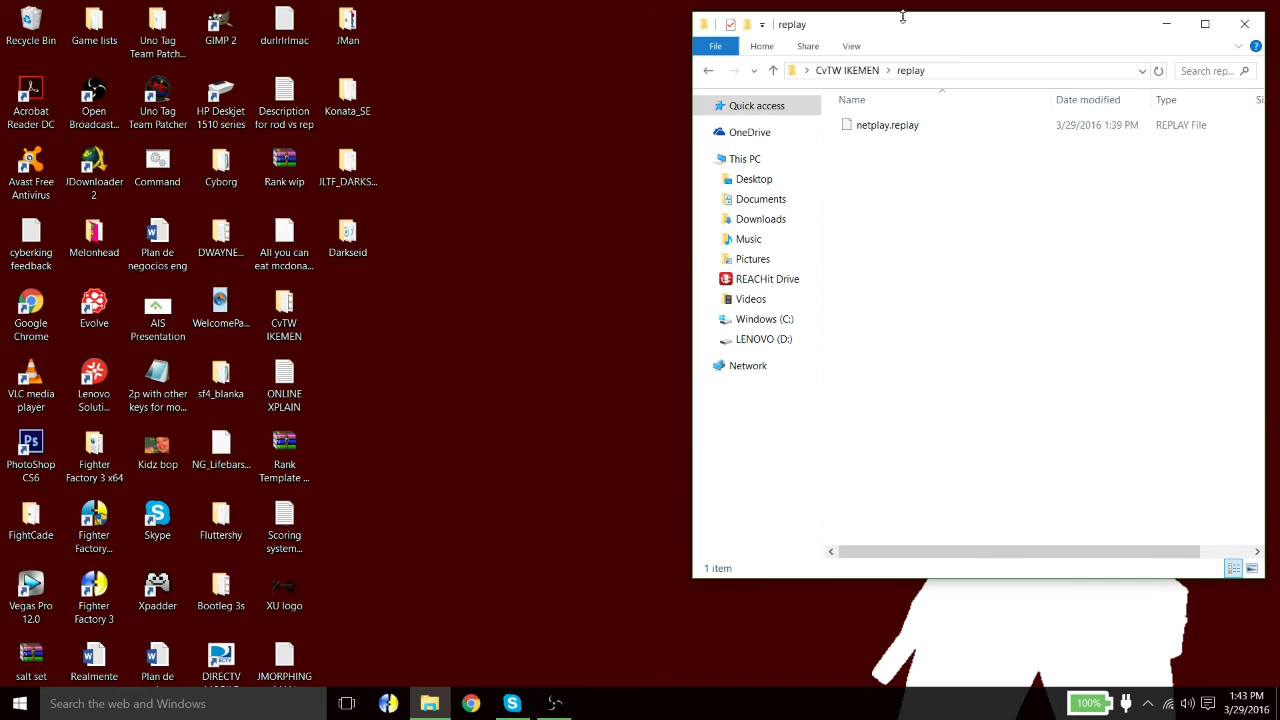 Recycle Bin
Game lists
Uno Tag
Team Patch...
GIMP 2
durlrlrlmac
JMan
Acrobat
Reader DC
Open
Broadcast...
Uno Tag
Team Patcher
HP Deskjet
1510 series
Description
for rod vs rep
Konata_SE
Avast Free
Antivirus
JDownloader
2
Command
Cyborg
Rank wip
JLTF_DARKS...
cyberking
feedback
Melonhead
Plan de
negocios eng
DWAYNE...
All you can
eat mcdona...
Darkseid
Google
Chrome
Evolve
AIS
Presentation
WelcomePa...
CvTW
IKEMEN
VLC media
player
Lenovo
Soluti...
2p with other
keys for mo...
sf4_blanka
ONLINE
XPLAIN
PhotoShop
CS6
Fighter
Factory 3 x64
Kidz bop
NG_Lifebars...
Rank
Template ...
FightCade
Fighter
Factory...
Skype
Fluttershy
Scoring
system...
Vegas Pro
12.0
Fighter
Factory 3
Xpadder
Bootleg 3s
XU logo
salt set
Realmente
Plan de
DIRECTV
JMORPHING
replay
File
Home
Share
View
CvTW IKEMEN
replay
Search rep...
Name
Date modified
Type
Si
netplay.replay
3/29/2016 1:39 PM
REPLAY File
Quick access
OneDrive
This PC
Desktop
Documents
Downloads
Music
Pictures
REACHit Drive
Videos
Windows (C:)
LENOVO (D:)
Network
1 item
Search the web and Windows
100%
1:43 PM
3/29/2016